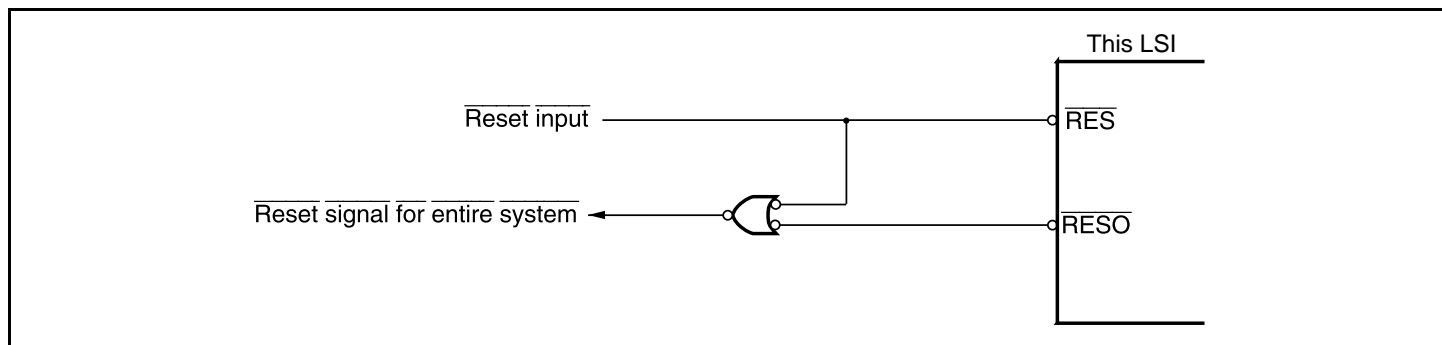 This LSI
Reset input
RES
Reset signal for entire system
RESO